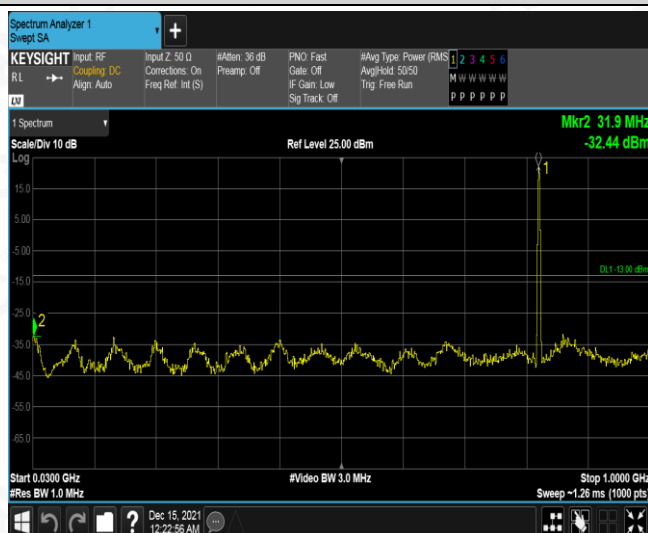 Spectrum Analyzer 1
Swept SA
+
KEYSIGHT Input: RF Input Z: 50 Ω #Atten: 36 dB PNO: Fast #Avg Type: Power (RMS 1 2 3 4 5 6
RL Coupling: DC Corrections: On Preamp: Off Gate: Off Avg|Hold: 50/50 M W W W W W
Align: Auto Freq Ref: Int (S) IF Gain: Low Trig: Free Run
Sig Track: Off P P P P P P
LXI
1 Spectrum Mkr2 31.9 MHz
Scale/Div 10 dB Ref Level 25.00 dBm -32.44 dBm
Log
1
15.0
5.00
-5.00
DL1 -13.00 dBm
-15.0
-25.0
2
-35.0
-45.0
-55.0
-65.0
Start 0.0300 GHz #Video BW 3.0 MHz Stop 1.0000 GHz
#Res BW 1.0 MHz Sweep ~1.26 ms (1000 pts)
? Dec 15, 2021
12:22:56 AM